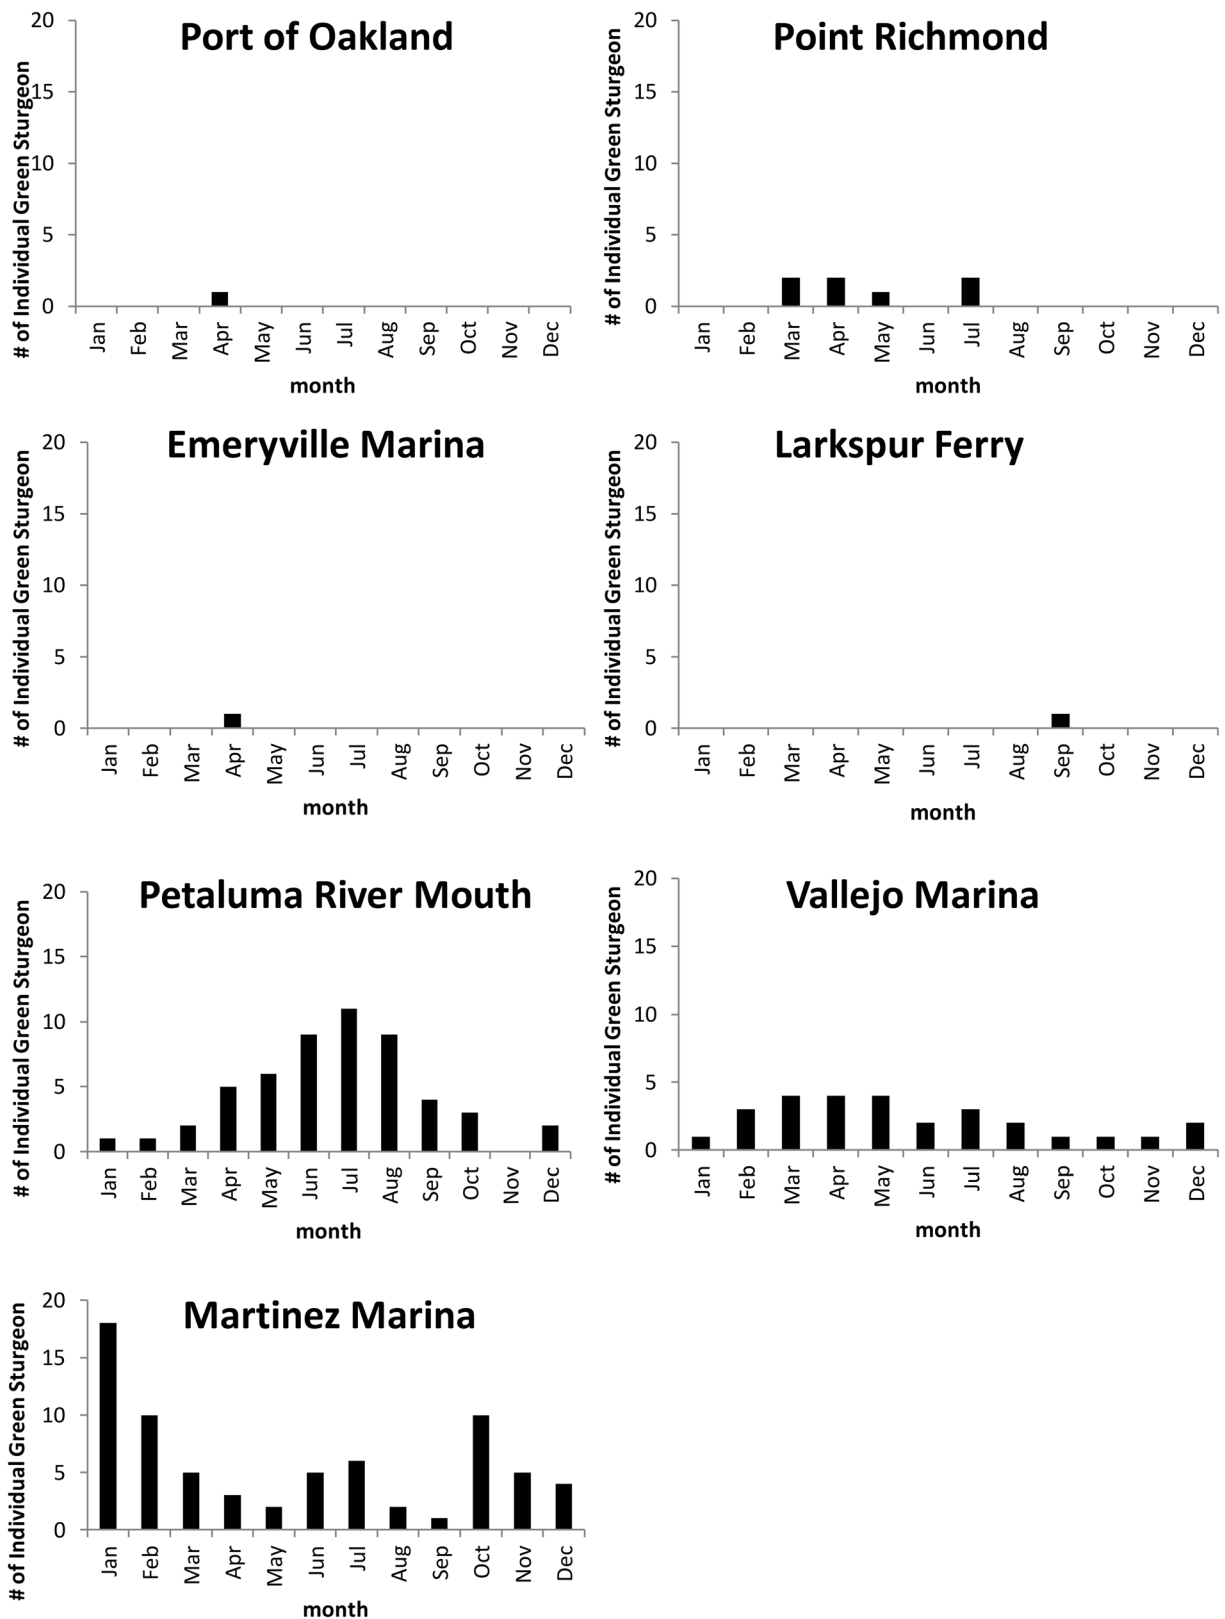 Port of Oakland
# of Individual Green Sturgeon
20
15
10
5
0
Jan Feb Mar Apr May Jun Jul Aug Sep Oct Nov Dec
month
Point Richmond
# of Individual Green Sturgeon
20
15
10
5
0
Jan Feb Mar Apr May Jun Jul Aug Sep Oct Nov Dec
month
Emeryville Marina
# of Individual Green Sturgeon
20
15
10
5
0
Jan Feb Mar Apr May Jun Jul Aug Sep Oct Nov Dec
month
Larkspur Ferry
# of Individual Green Sturgeon
20
15
10
5
0
Jan Feb Mar Apr May Jun Jul Aug Sep Oct Nov Dec
month
Petaluma River Mouth
# of Individual Green Sturgeon
20
15
10
5
0
Jan Feb Mar Apr May Jun Jul Aug Sep Oct Nov Dec
month
Vallejo Marina
# of Individual Green Sturgeon
20
15
10
5
0
Jan Feb Mar Apr May Jun Jul Aug Sep Oct Nov Dec
month
Martinez Marina
# of Individual Green Sturgeon
20
15
10
5
0
Jan Feb Mar Apr May Jun Jul Aug Sep Oct Nov Dec
month